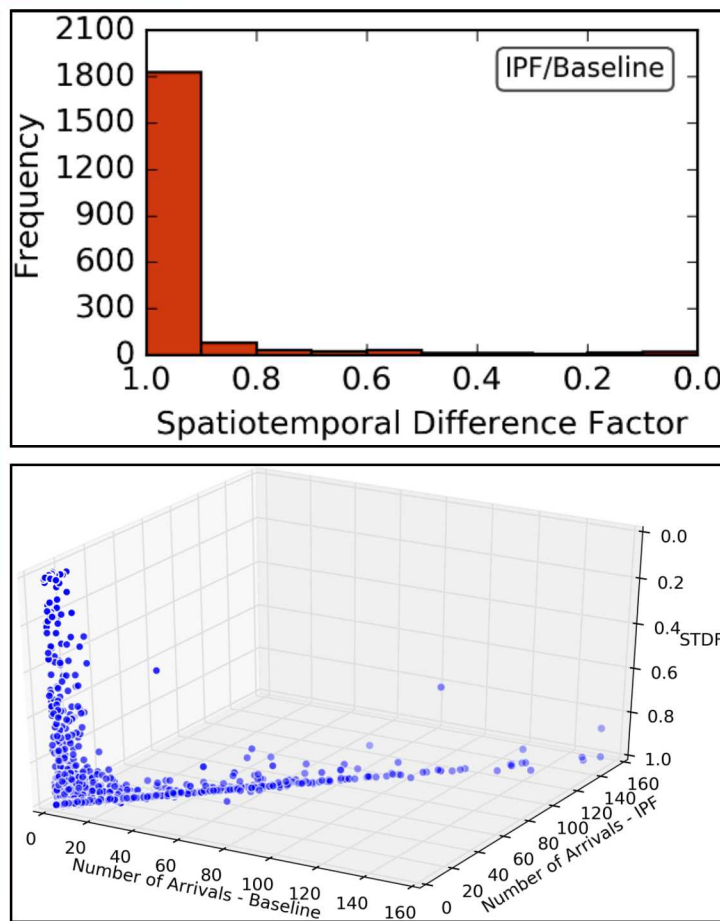 2100
1800
1500
1200
900
600
300
0
Frequency
IPF/Baseline
1.0 0.8 0.6 0.4 0.2 0.0
Spatiotemporal Difference Factor
0.0
0.2
0.4
0.6
0.8
1.0
STDF
0 20 40 60 80 100 120 140 160
Number of Arrivals - Baseline
0 20 40 60 80 100 120 140 160
Number of Arrivals - IPF